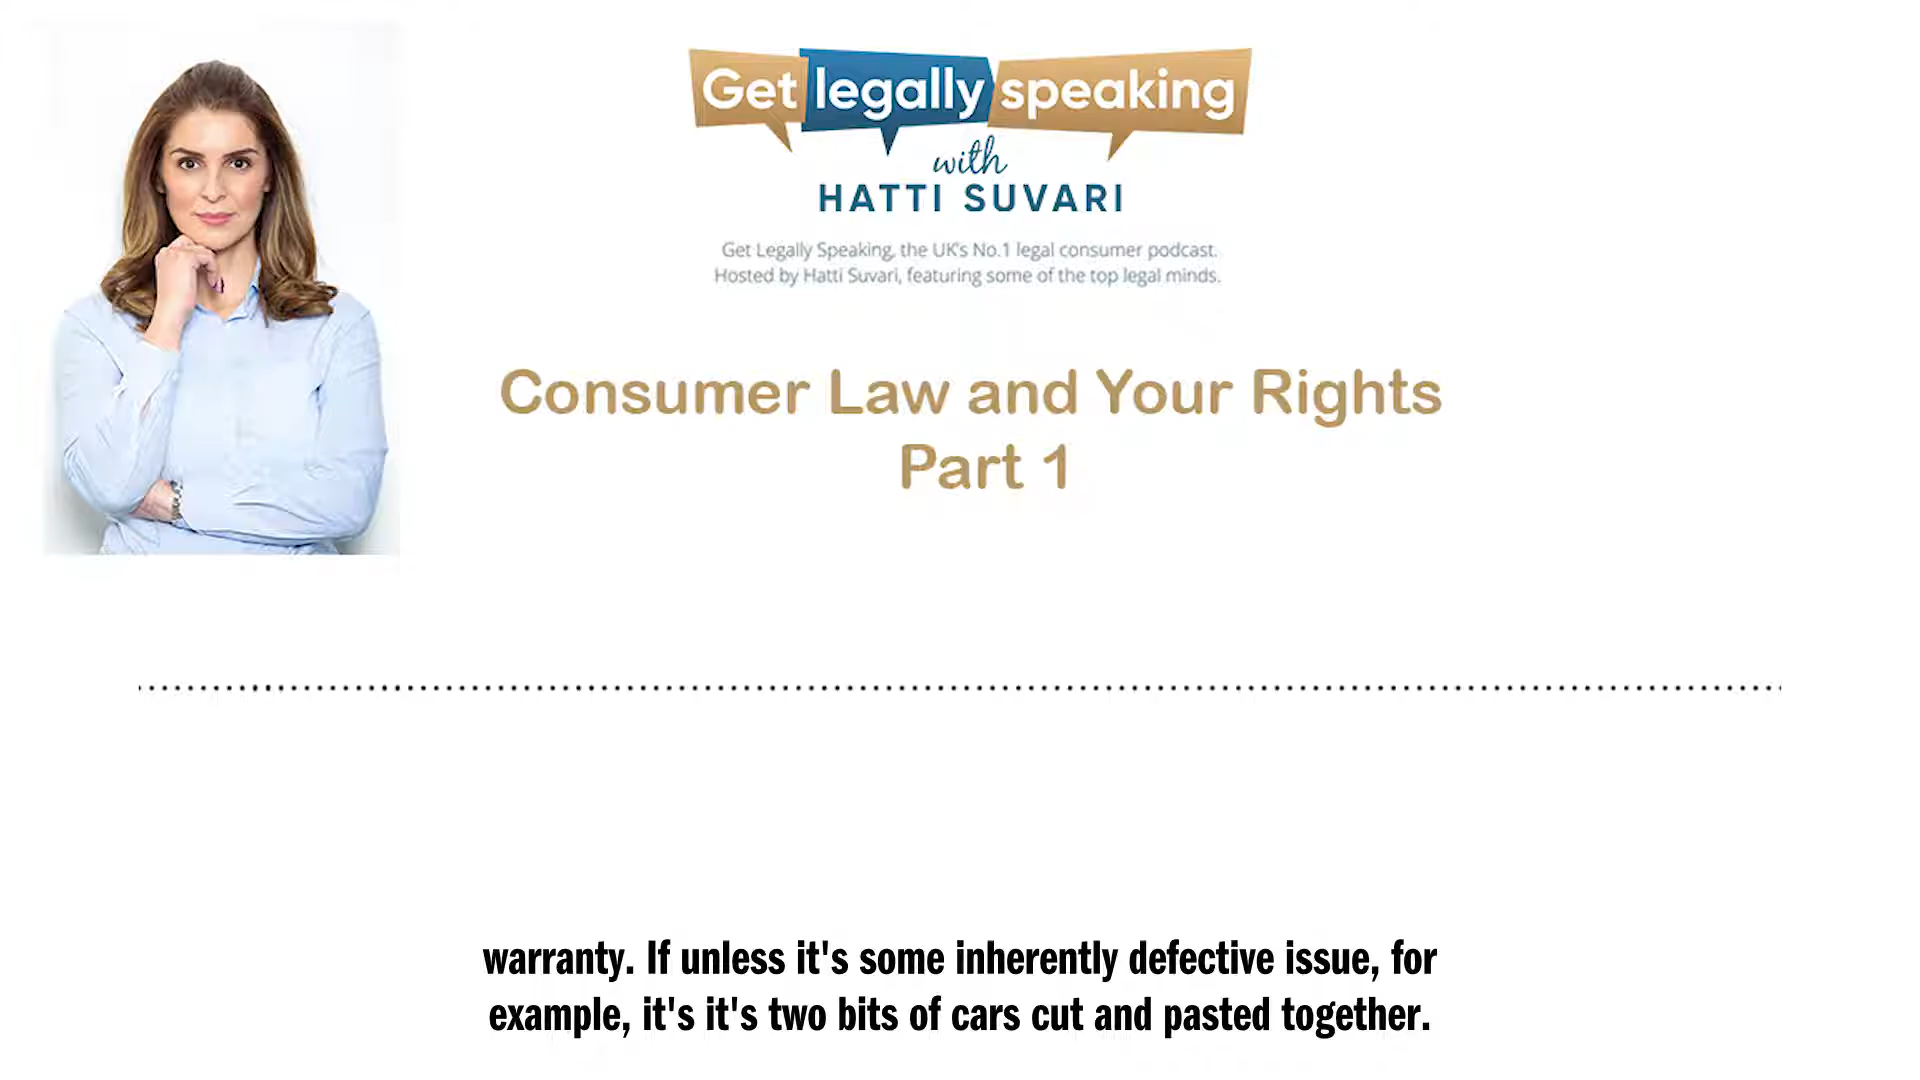 Get legally speaking
with
HATTI SUVARI
Get Legally Speaking, the UK's No.1 legal consumer podcast.
Hosted by Hatti Suvari, featuring some of the top legal minds.
Consumer Law and Your Rights
Part 1
warranty. If unless it's some inherently defective issue, for
example, it's it's two bits of cars cut and pasted together.